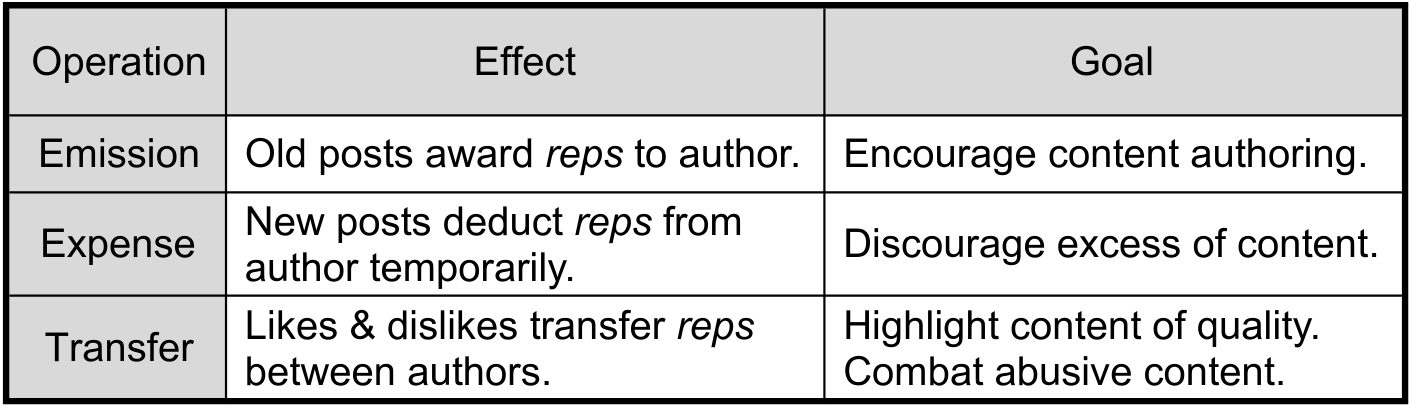 Operation Effect Goal
Emission Old posts award reps to author. Encourage content authoring.
Expense New posts deduct reps from
author temporarily. Discourage excess of content.
Transfer Likes & dislikes transfer reps
between authors. Highlight content of quality.
Combat abusive content.